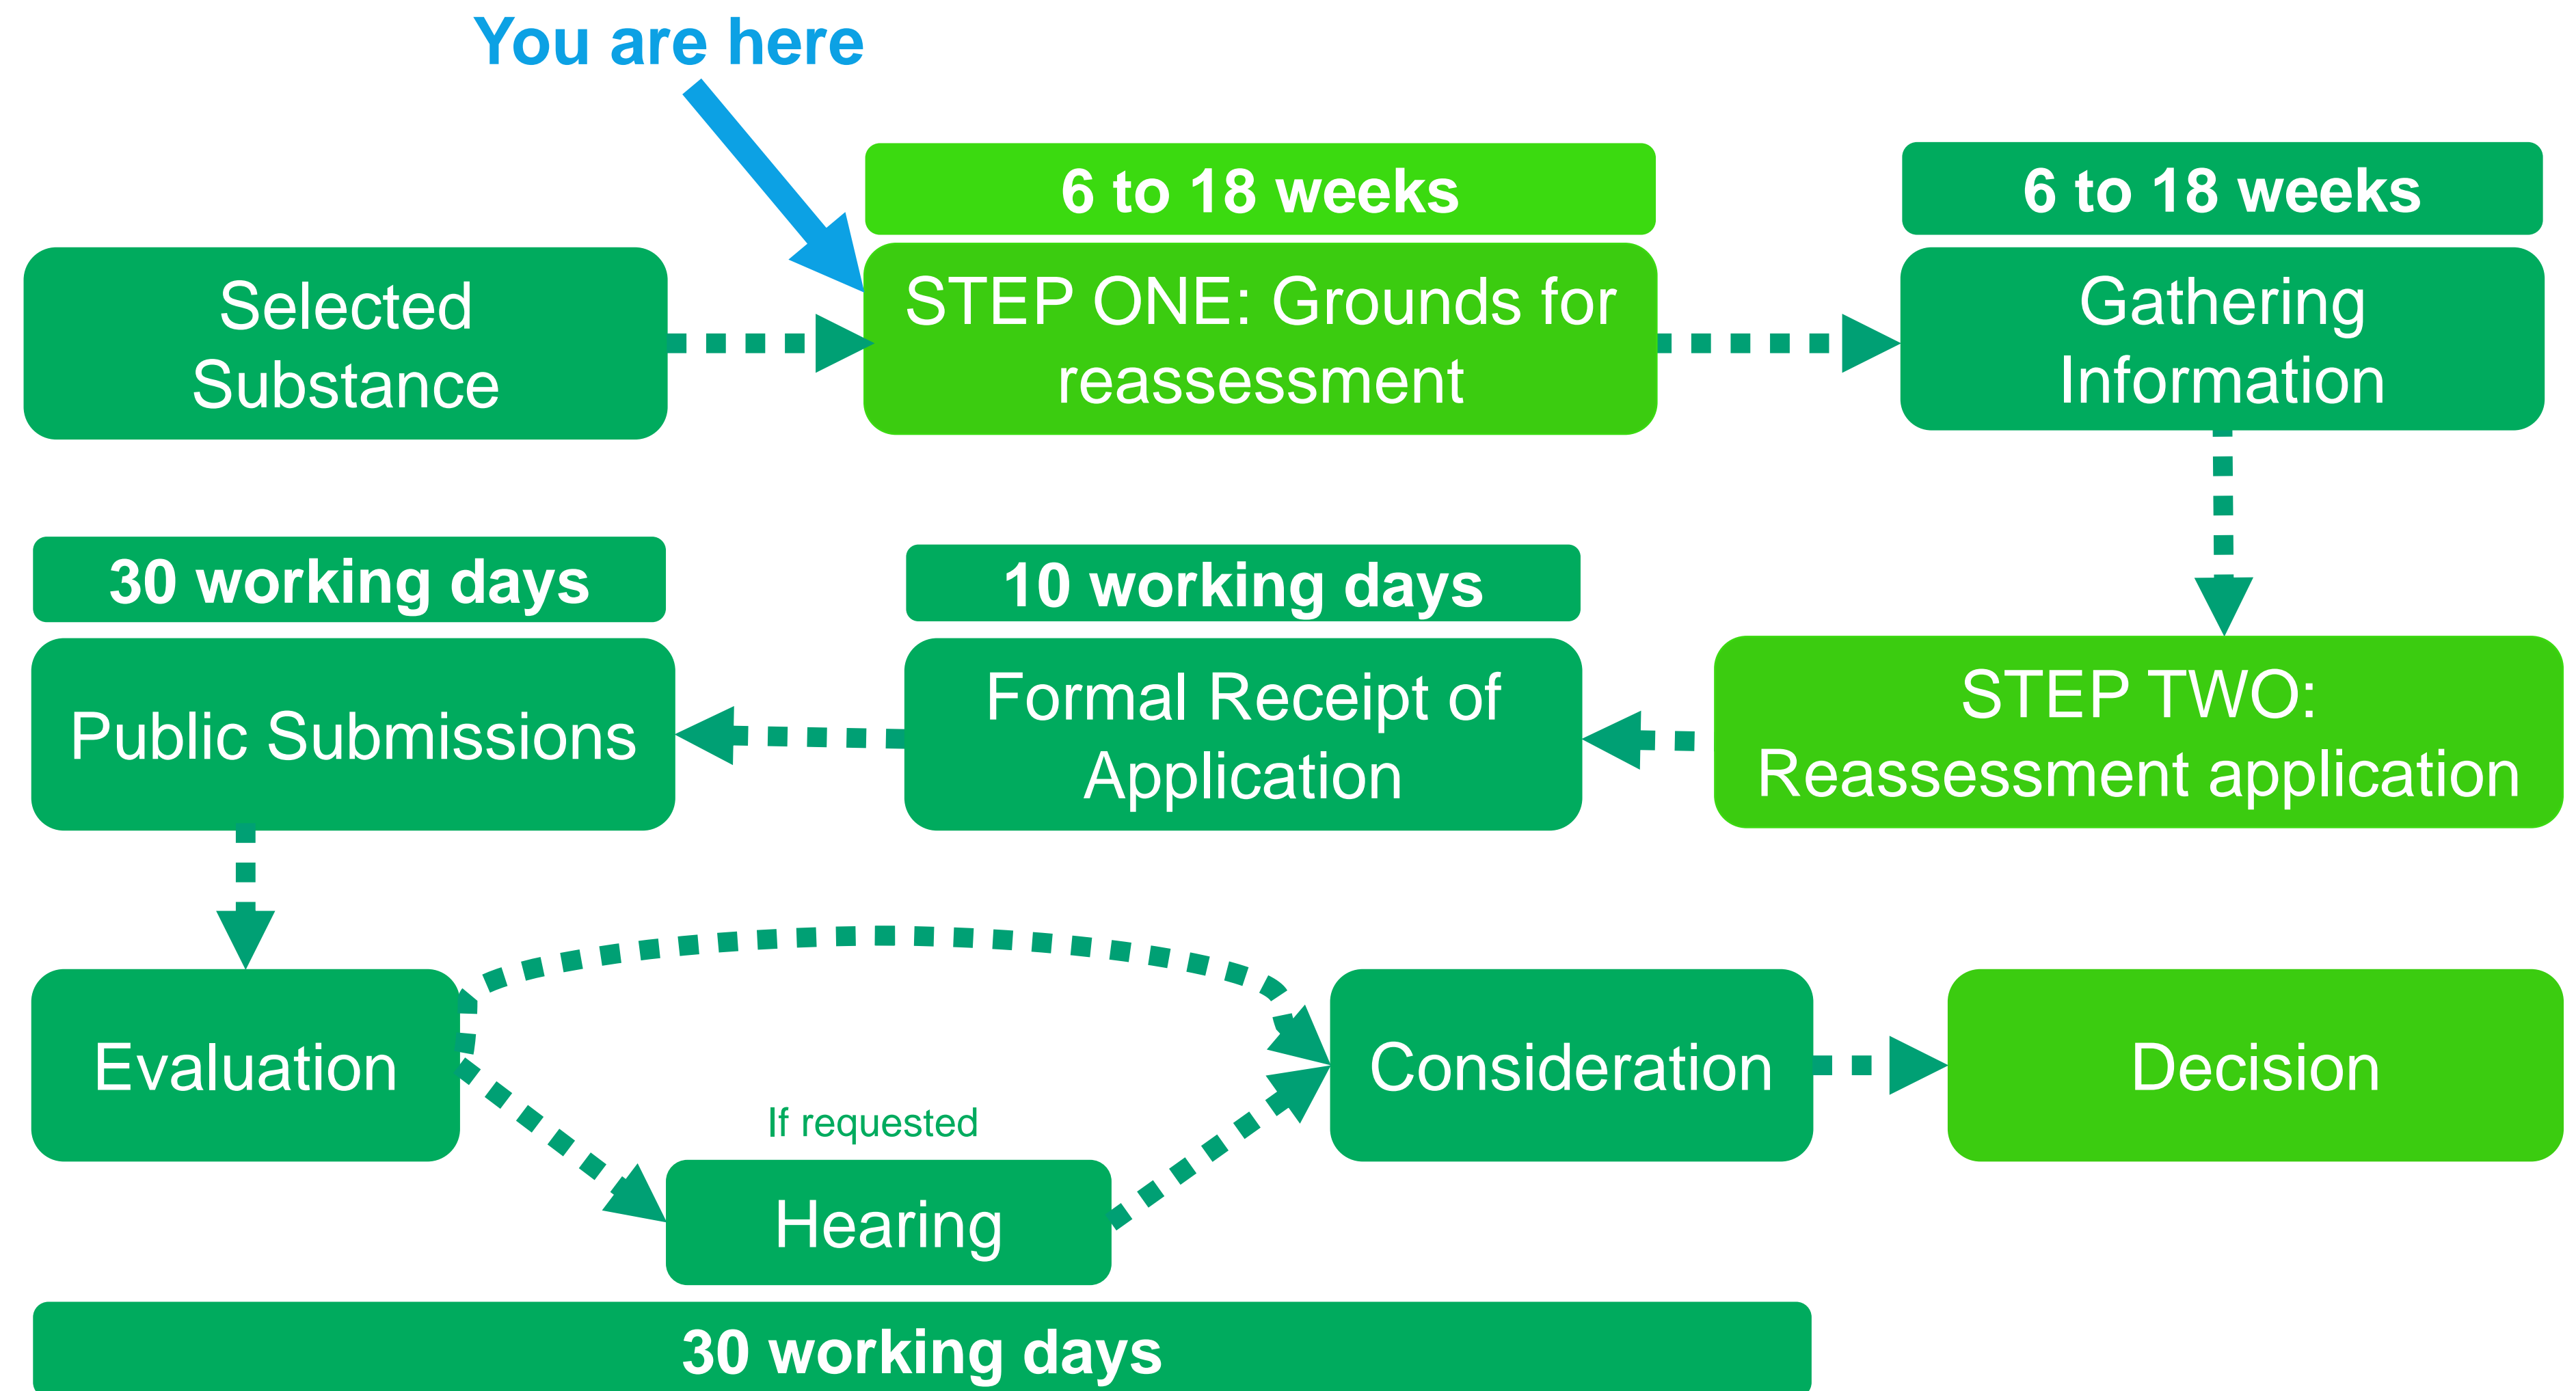 You are here
6 to 18 weeks
6 to 18 weeks
Selected
Substance
STEP ONE: Grounds for
reassessment
Gathering
Information
30 working days
10 working days
Public Submissions
Formal Receipt of
Application
STEP TWO:
Reassessment application
Evaluation
If requested
Hearing
Consideration
Decision
30 working days